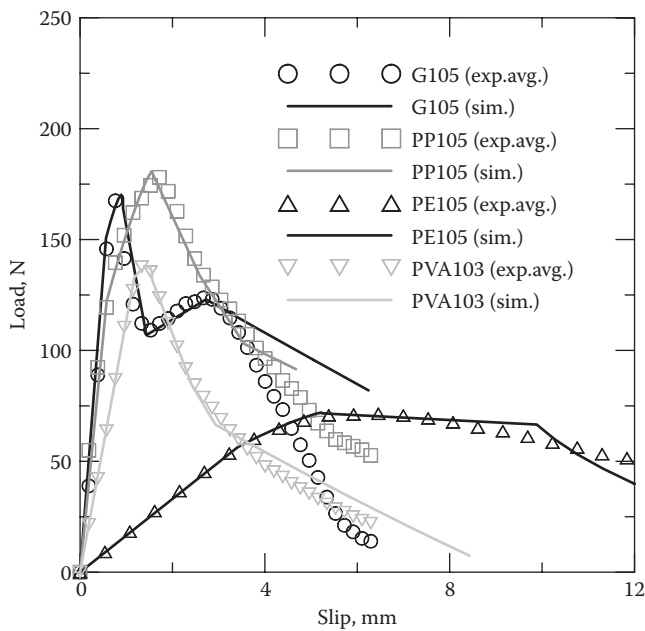 250
200
150
100
50
0
Load, N
G105 (exp.avg.)
G105 (sim.)
PP105 (exp.avg.)
PP105 (sim.)
PE105 (exp.avg.)
PE105 (sim.)
PVA103 (exp.avg.)
PVA103 (sim.)
0 4 8 12
Slip, mm